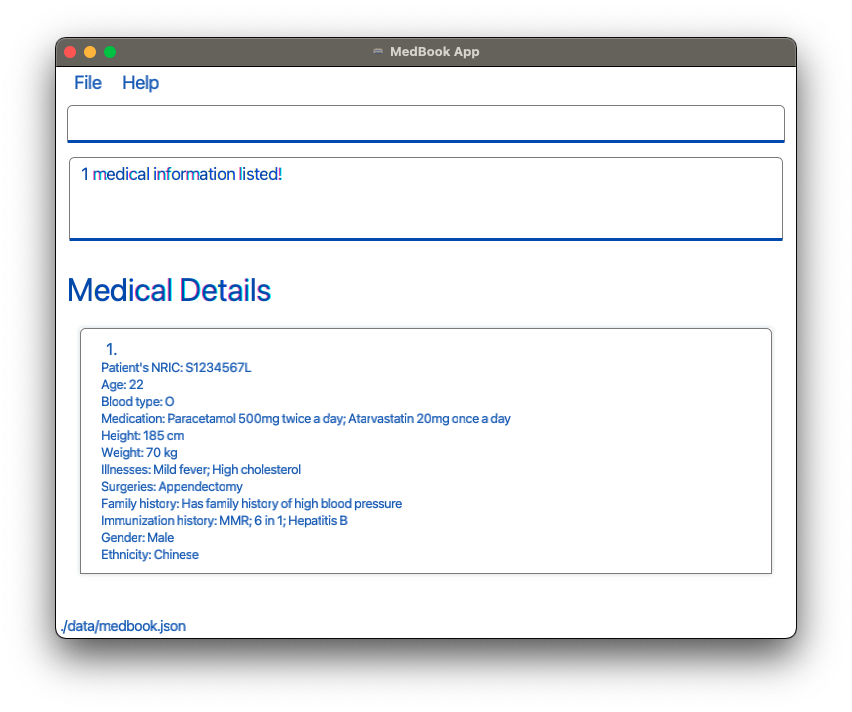 MedBook App
File Help
1 medical information listed!
Medical Details
1.
Patient's NRIC: S1234567L
Age: 22
Blood type: O
Medication: Paracetamol 500mg twice a day; Atarvastatin 20mg once a day
Height: 185 cm
Weight: 70 kg
Illnesses: Mild fever; High cholesterol
Surgeries: Appendectomy
Family history: Has family history of high blood pressure
Immunization history: MMR; 6 in 1; Hepatitis B
Gender: Male
Ethnicity: Chinese
./data/medbook.json